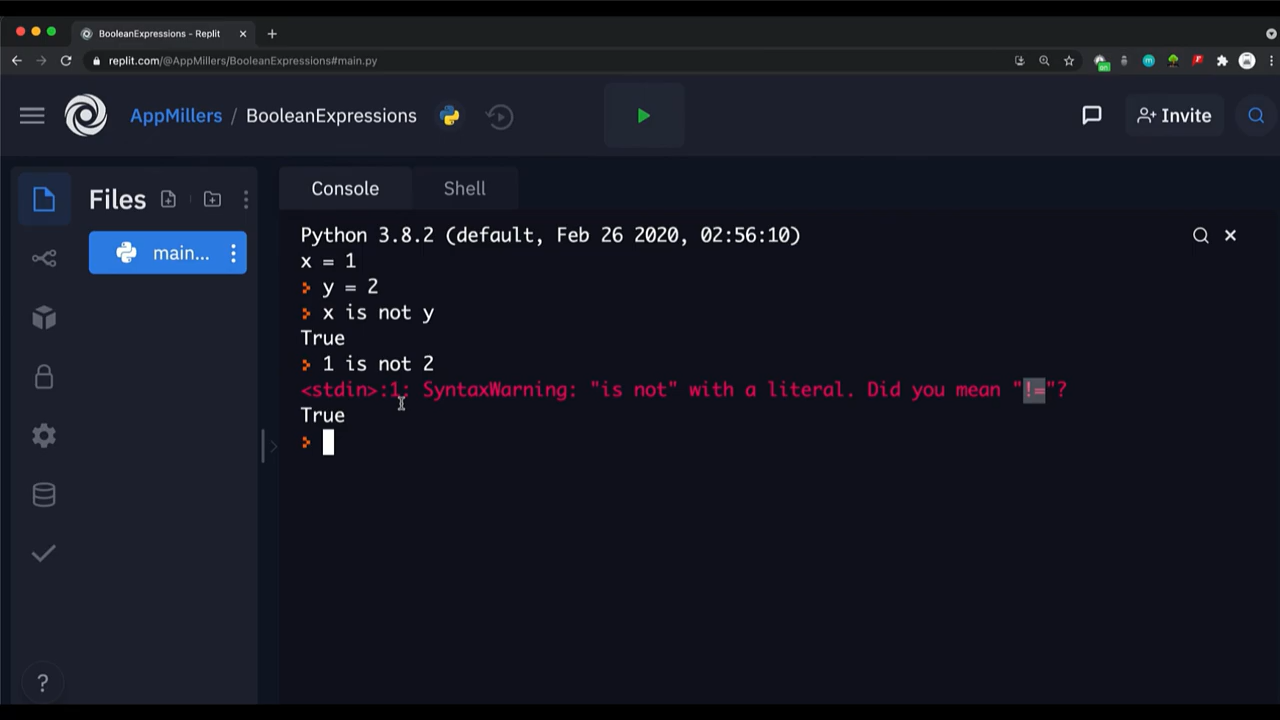 BooleanExpressions - Replit
replit.com/@AppMillers/BooleanExpressions#main.py
AppMillers / BooleanExpressions
Invite
Files
main...
Console
Shell
Python 3.8.2 (default, Feb 26 2020, 02:56:10)
x = 1
y = 2
x is not y
True
1 is not 2
<stdin>:1: SyntaxWarning: "is not" with a literal. Did you mean "!="?
True
?